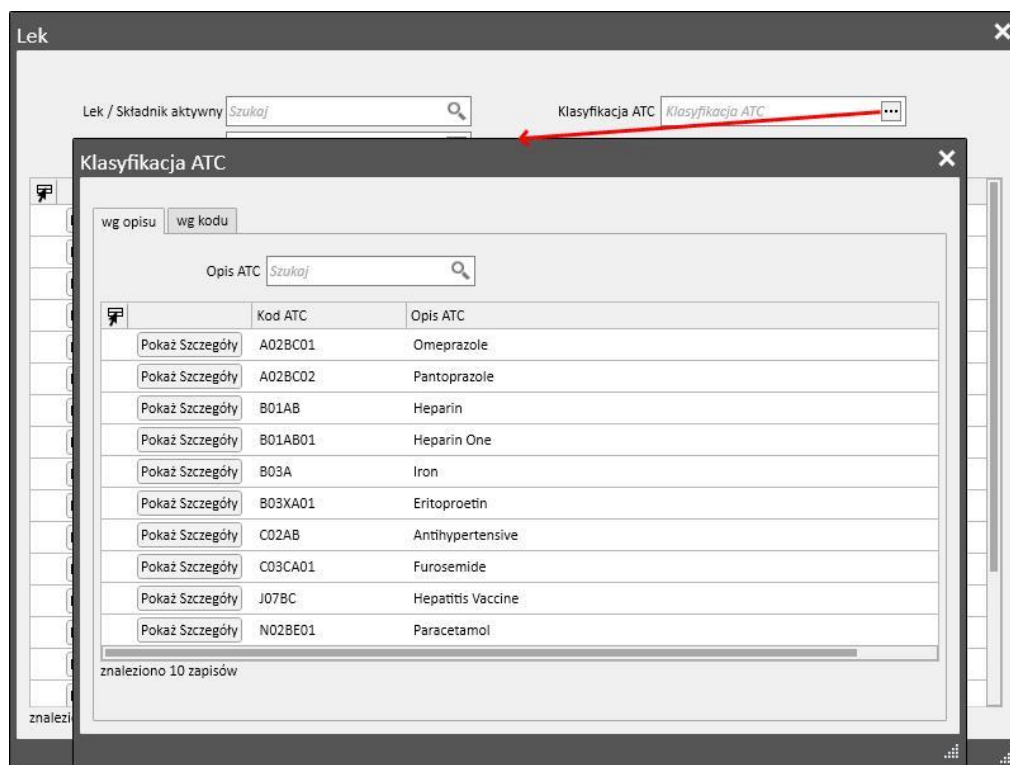 Lek
Lek / Składnik aktywny Szukaj Klasyfikacja ATC Klasyfikacja ATC ...
Klasyfikacja ATC
wg opisu wg kodu
Opis ATC Szukaj
Kod ATC Opis ATC
Pokaż Szczegóły A02BC01 Omeprazole
Pokaż Szczegóły A02BC02 Pantoprazole
Pokaż Szczegóły B01AB Heparin
Pokaż Szczegóły B01AB01 Heparin One
Pokaż Szczegóły B03A Iron
Pokaż Szczegóły B03XA01 Eritoproetin
Pokaż Szczegóły C02AB Antihypertensive
Pokaż Szczegóły C03CA01 Furosemide
Pokaż Szczegóły J07BC Hepatitis Vaccine
Pokaż Szczegóły N02BE01 Paracetamol
znaleziono 10 zapisów